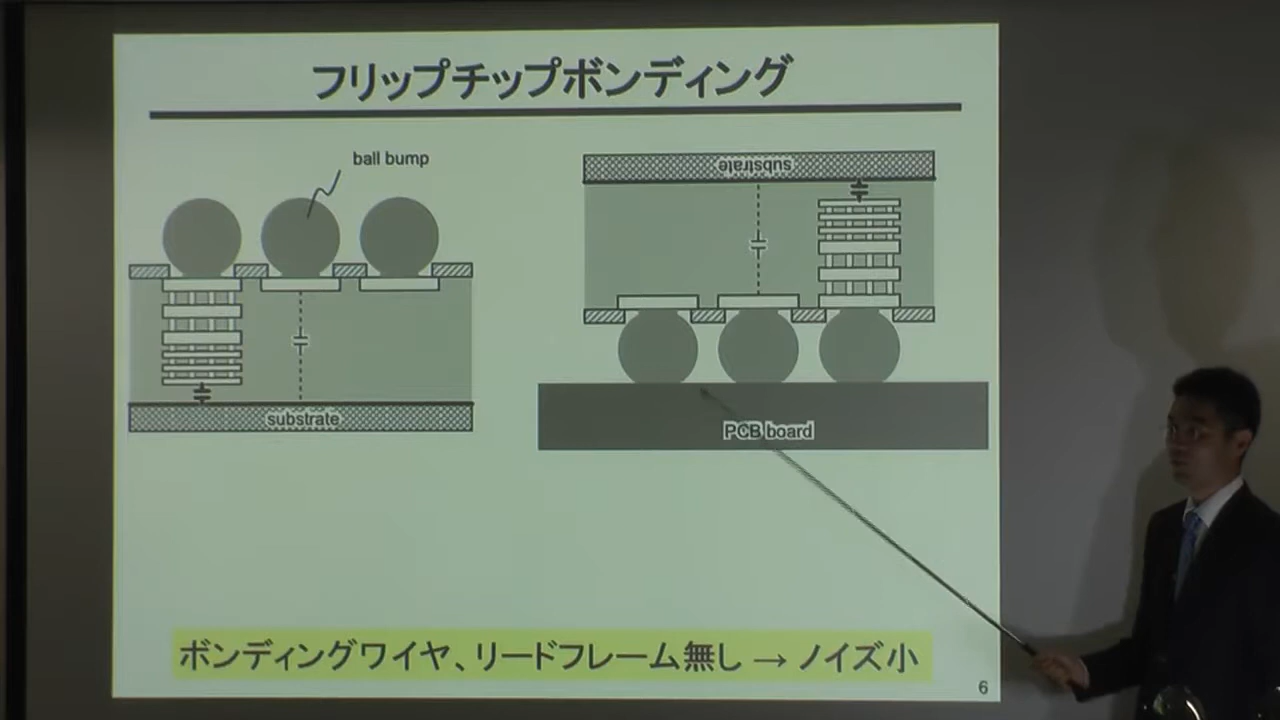 フリップチップボンディング
ball bump
substrate
substrate
PCB board
ボンディングワイヤ、リードフレーム無し → ノイズ小
6